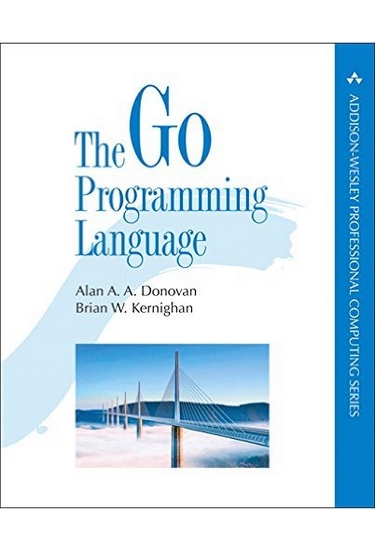 The Go
Programming
Language
Alan A. A. Donovan
Brian W. Kernighan
ADDISON-WESLEY PROFESSIONAL COMPUTING SERIES